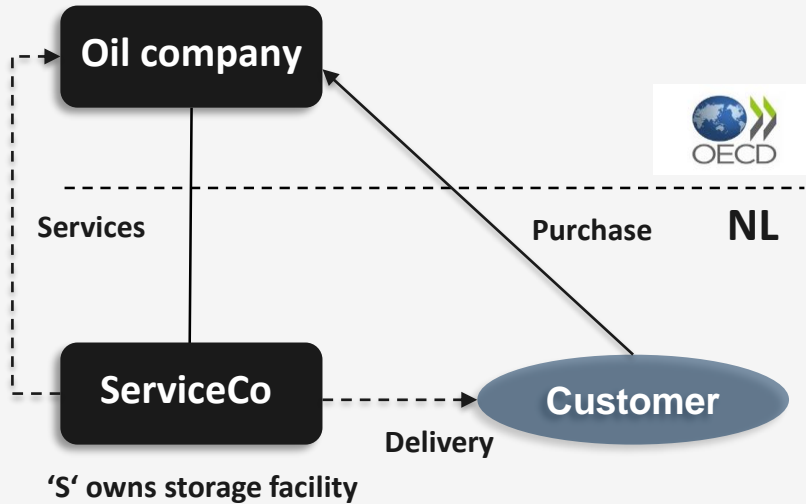 Oil company
OECD
Services
Purchase
NL
ServiceCo
Customer
Delivery
‘S‘ owns storage facility